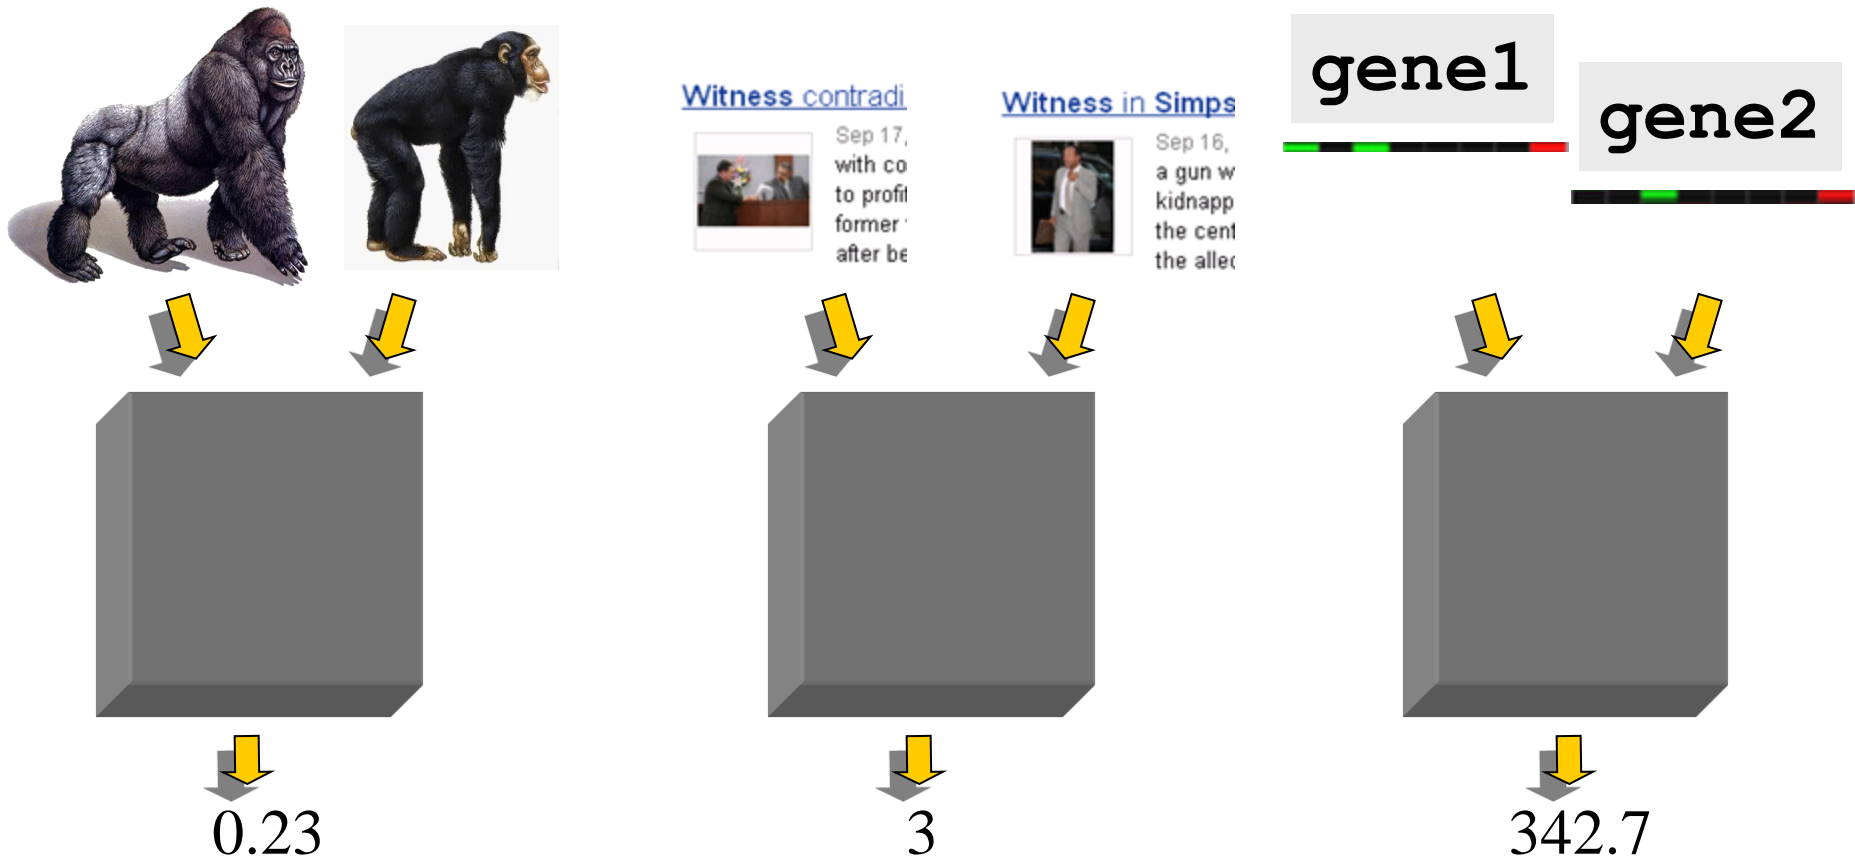 Witness contradi
Sep 17,
with co
to profi
former
after be
Witness in Simps
Sep 16,
a gun w
kidnapp
the cent
the alle
gene1
gene2
0.23
3
342.7